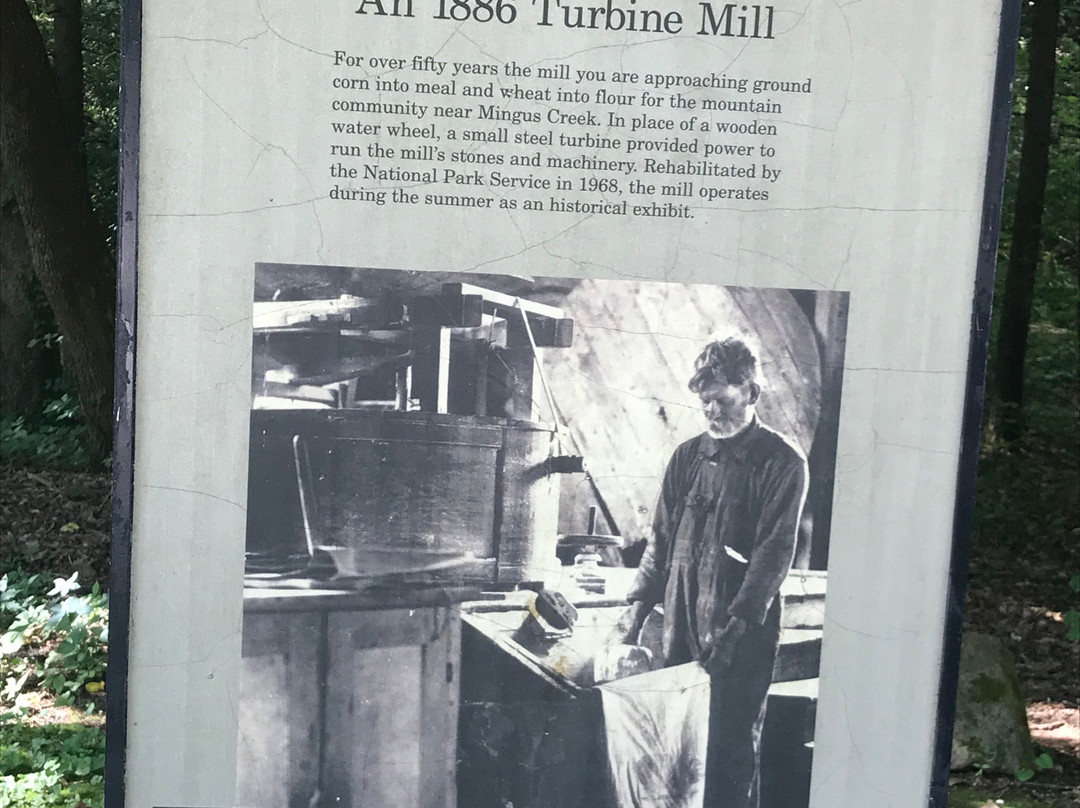 An 1886 Turbine Mill
For over fifty years the mill you are approaching ground
corn into meal and wheat into flour for the mountain
community near Mingus Creek. In place of a wooden
water wheel, a small steel turbine provided power to
run the mill's stones and machinery. Rehabilitated by
the National Park Service in 1968, the mill operates
during the summer as an historical exhibit.